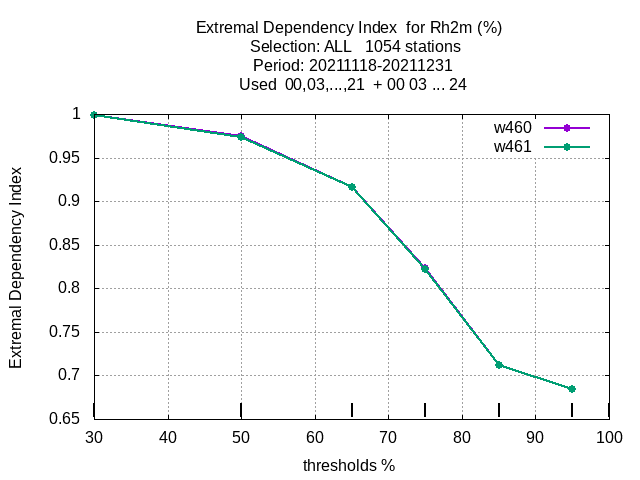 Extremal Dependency Index  for Rh2m (%)
Selection: ALL   1054 stations
Period: 20211118-20211231
Used  00,03,...,21  + 00 03 ... 24
w460
w461
Extremal Dependency Index
1
0.95
0.9
0.85
0.8
0.75
0.7
0.65
30 40 50 60 70 80 90 100
thresholds %